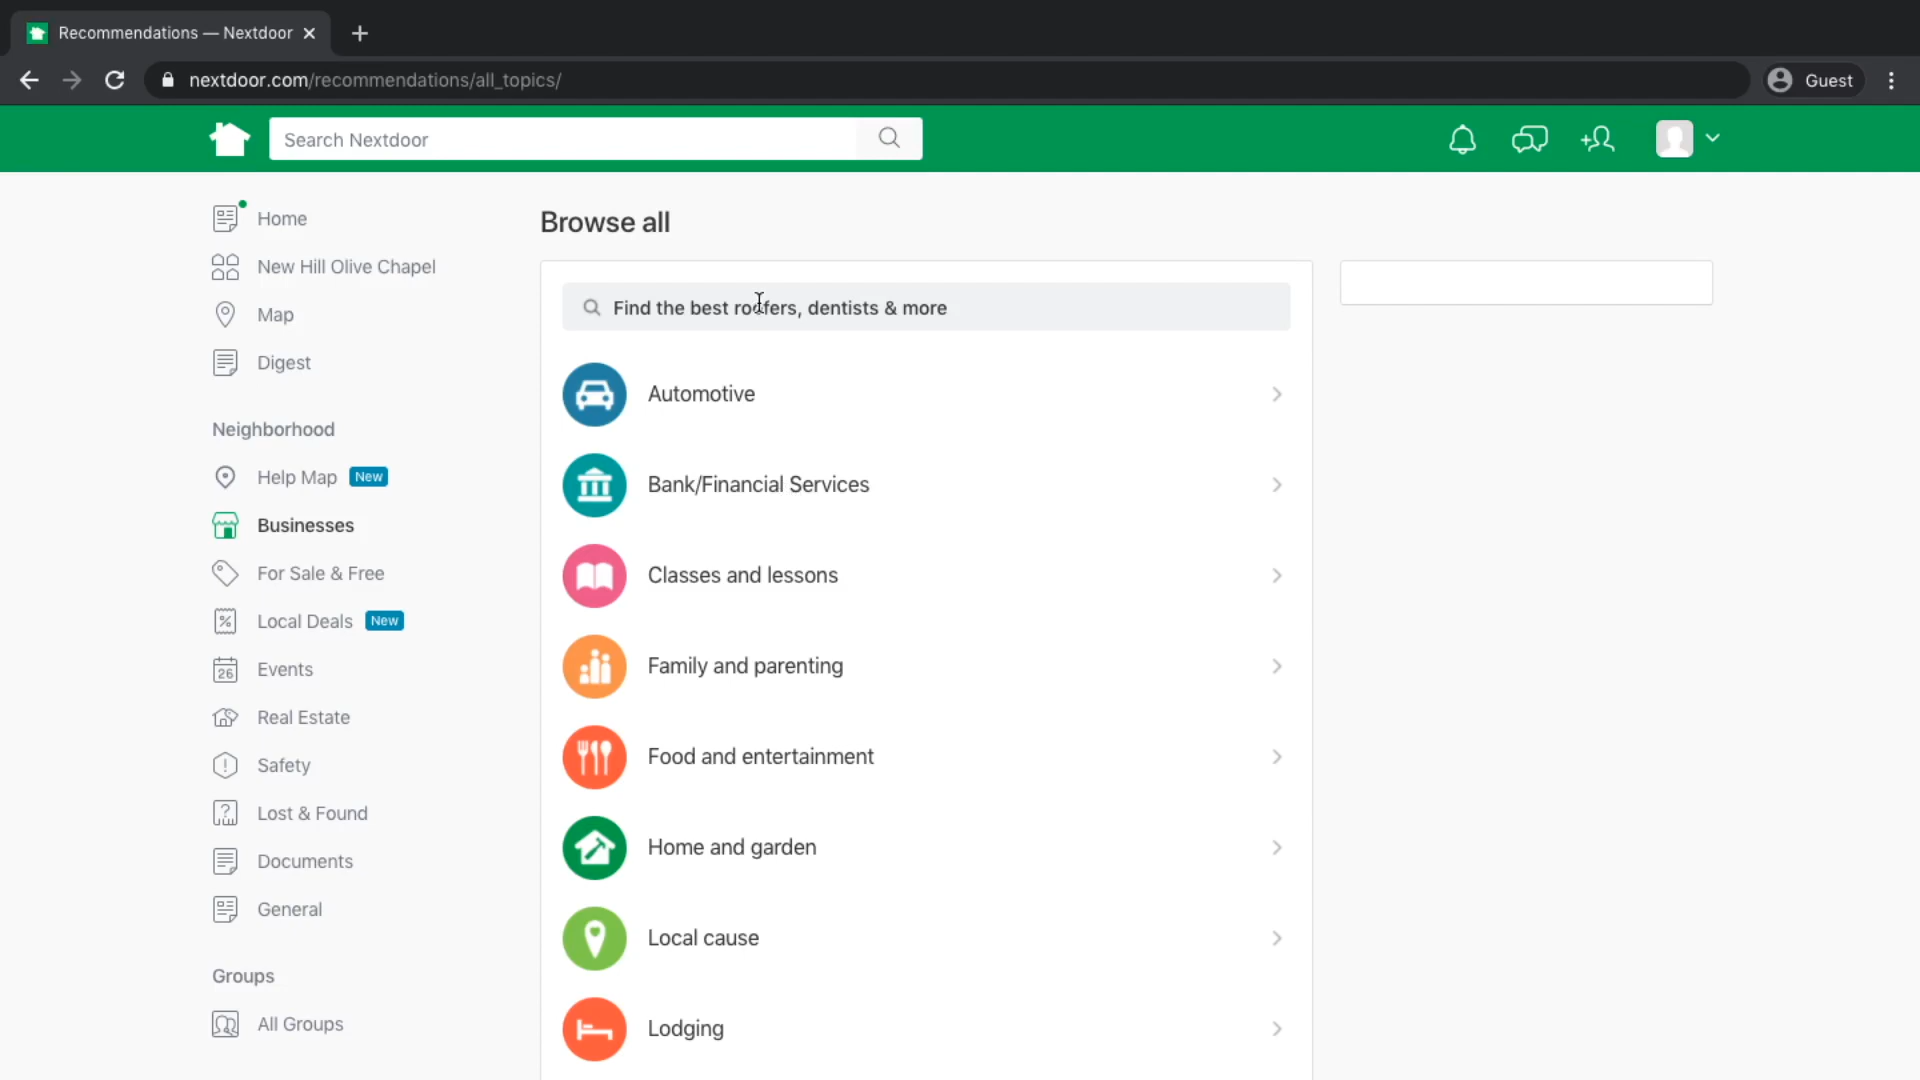 Recommendations — Nextdoor
nextdoor.com/recommendations/all_topics/
Guest
Search Nextdoor
Home
New Hill Olive Chapel
Map
Digest
Neighborhood
Help Map New
Businesses
For Sale & Free
Local Deals New
26 Events
Real Estate
Safety
Lost & Found
Documents
General
Groups
All Groups
Browse all
Find the best roofers, dentists & more
Automotive
Bank/Financial Services
Classes and lessons
Family and parenting
Food and entertainment
Home and garden
Local cause
Lodging